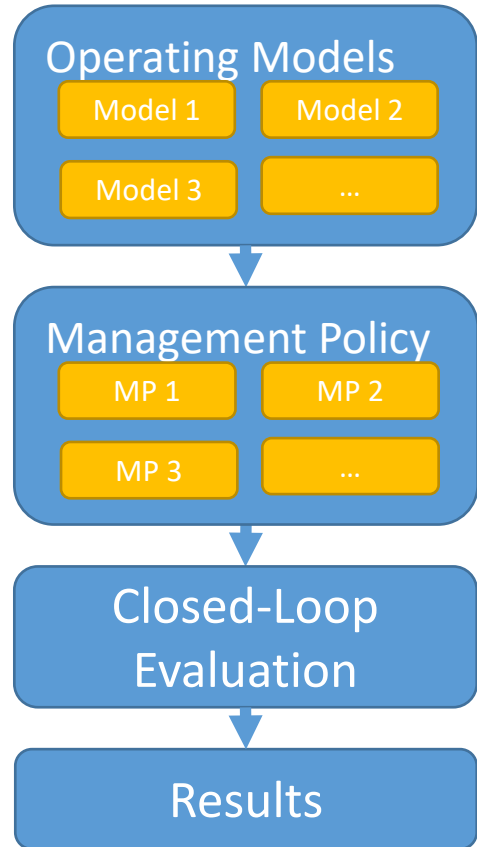 Operating Models
Model 1
Model 2
Model 3
...
Management Policy
MP 1
MP 2
MP 3
...
Closed-Loop
Evaluation
Results